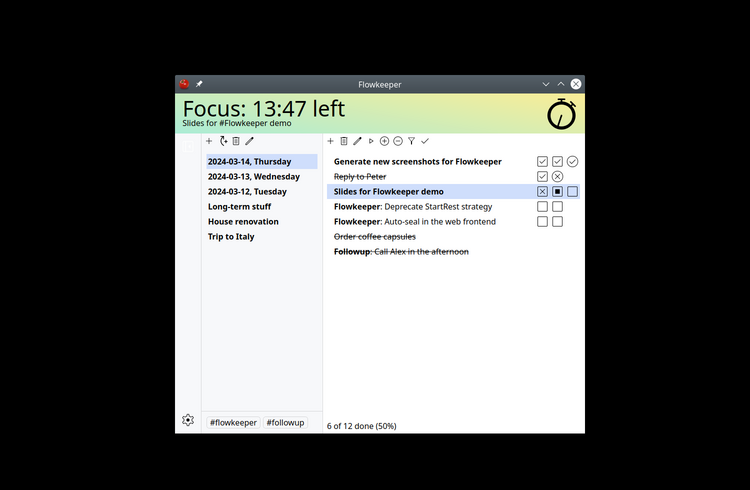 Flowkeeper
Focus: 13:47 left
Slides for #Flowkeeper demo
2024-03-14, Thursday
2024-03-13, Wednesday
2024-03-12, Tuesday
Long-term stuff
House renovation
Trip to Italy
#flowkeeper #followup
Generate new screenshots for Flowkeeper
Reply to Peter
Slides for Flowkeeper demo
Flowkeeper: Deprecate StartRest strategy
Flowkeeper: Auto-seal in the web frontend
Order coffee capsules
Followup: Call Alex in the afternoon
6 of 12 done (50%)